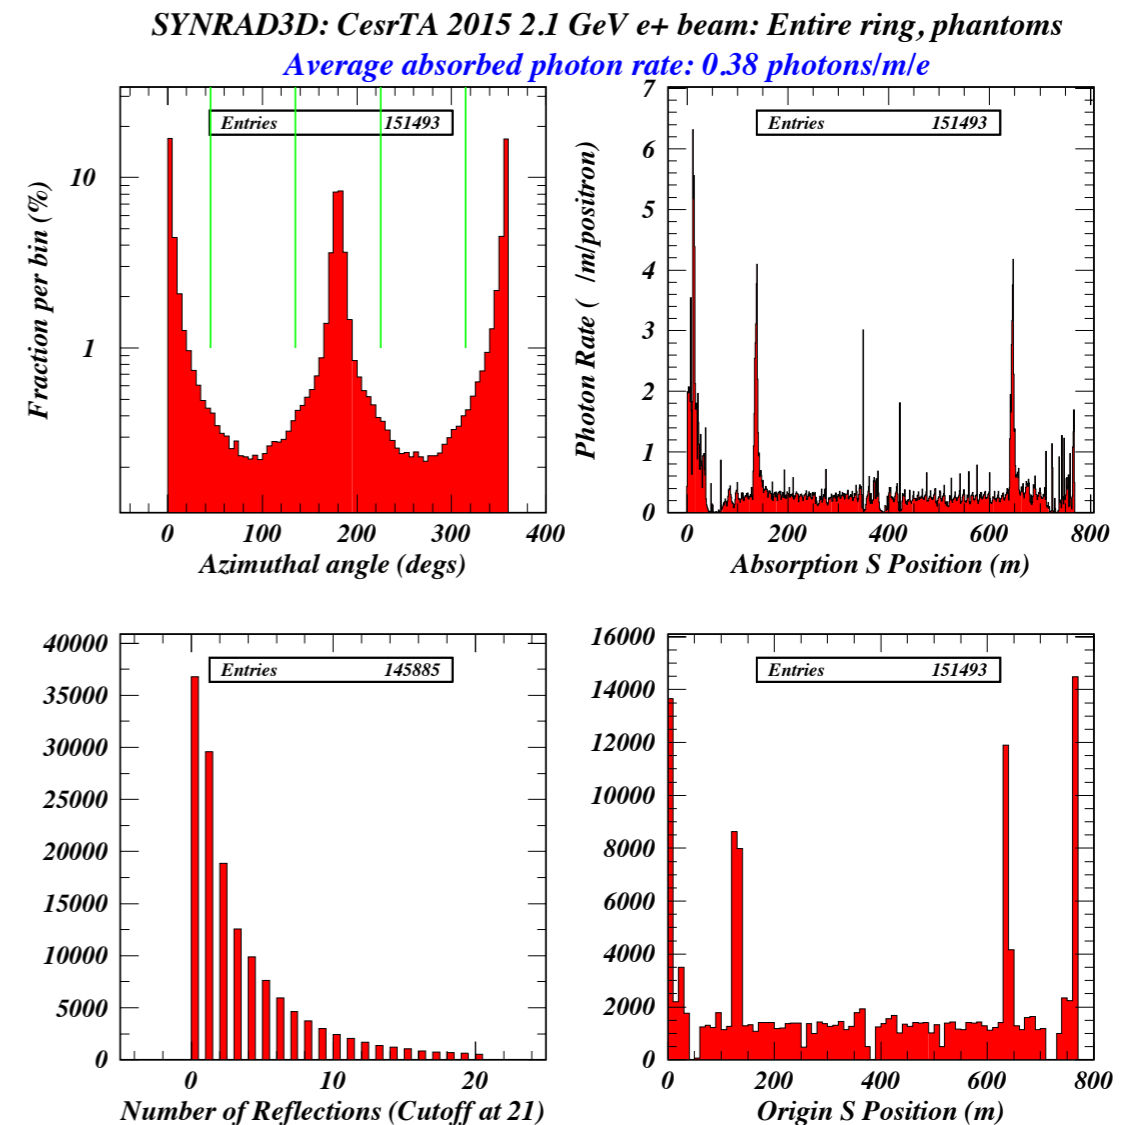 SYNRAD3D: CesrTA 2015 2.1 GeV e+ beam: Entire ring, phantoms
Average absorbed photon rate: 0.38 photons/m/e
Entries 151493
10
1
Fraction per bin (%)
0 100 200 300 400
Azimuthal angle (degs)
Entries 151493
7
6
5
4
3
2
1
0
Photon Rate ( /m/positron)
0 200 400 600 800
Absorption S Position (m)
Entries 145885
40000
35000
30000
25000
20000
15000
10000
5000
0
0 10 20
Number of Reflections (Cutoff at 21)
Entries 151493
16000
14000
12000
10000
8000
6000
4000
2000
0
0 200 400 600 800
Origin S Position (m)